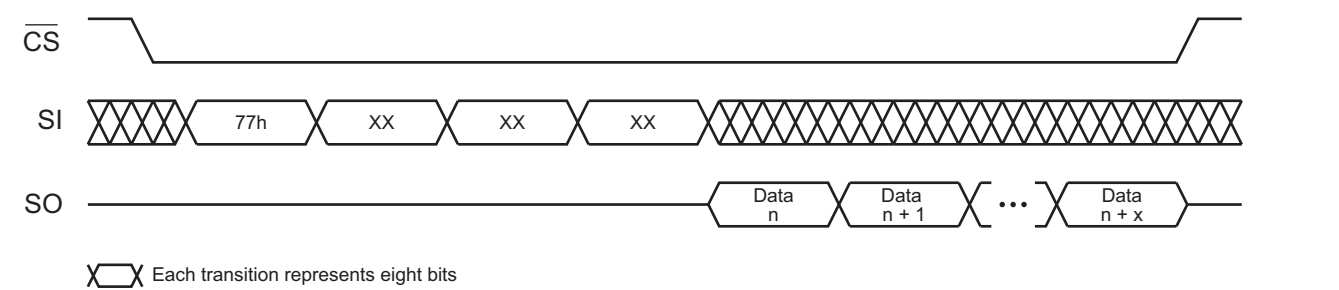 CS
SI
77h
XX
XX
XX
SO
Data
n
Data
n + 1
•••
Data
n + x
Each transition represents eight bits